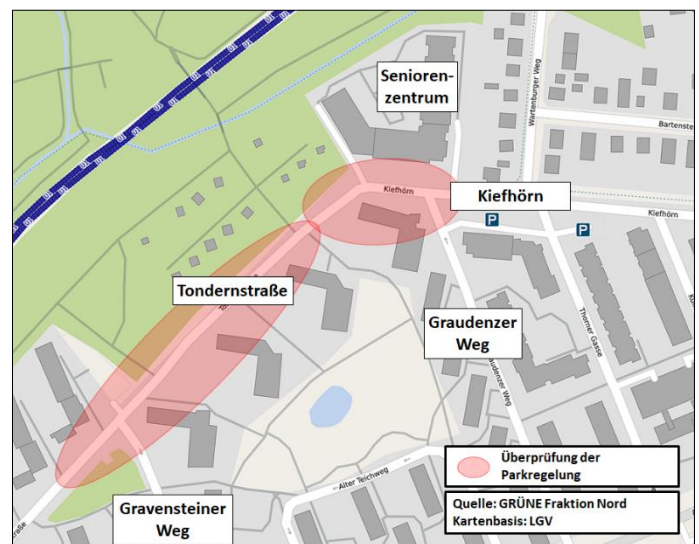 Senioren-
zentrum
Wartenburger Weg
Kiefhörn
Kiefhörn
Kiefhörn
P
P
Tondernstraße
Graudenzer
Weg
Thorner Gasse
Alter Teichweg
Gravensteiner
Weg
Überprüfung der
Parkregelung
Quelle: GRÜNE Fraktion Nord
Kartenbasis: LGV